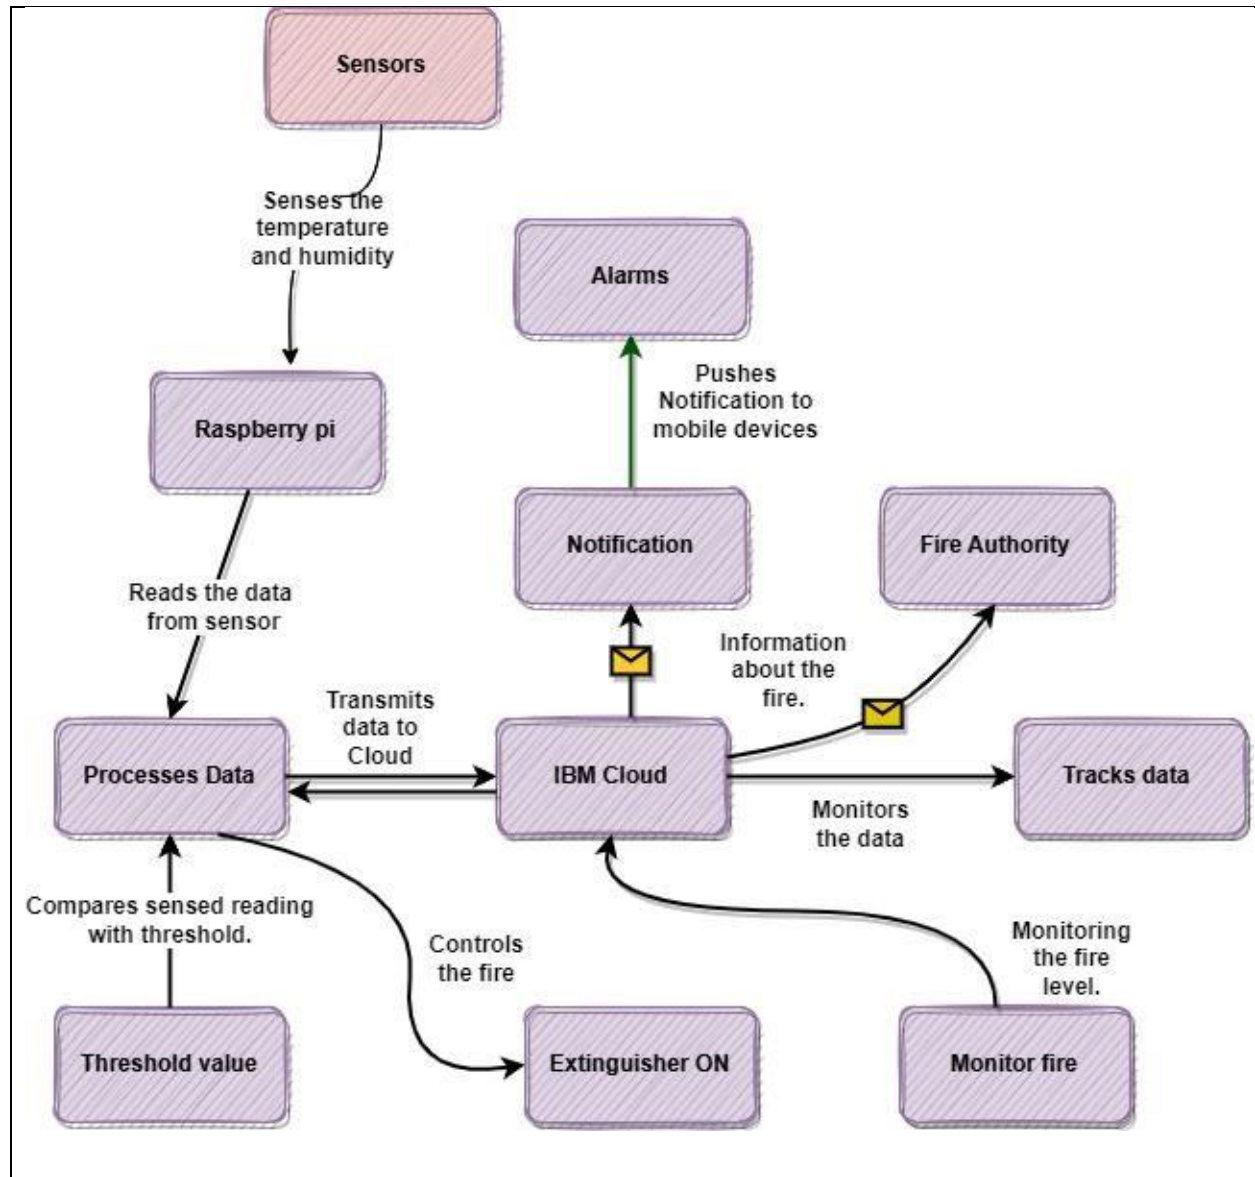 Sensors
Senses the
temperature
and humidity
Alarms
Pushes
Notification to
mobile devices
Raspberry pi
Notification
Fire Authority
Reads the data
from sensor
Information
about the
fire.
Transmits
data to
Cloud
Processes Data
IBM Cloud
Tracks data
Monitors
the data
Compares sensed reading
with threshold.
Controls
the fire
Monitoring
the fire
level.
Threshold value
Extinguisher ON
Monitor fire